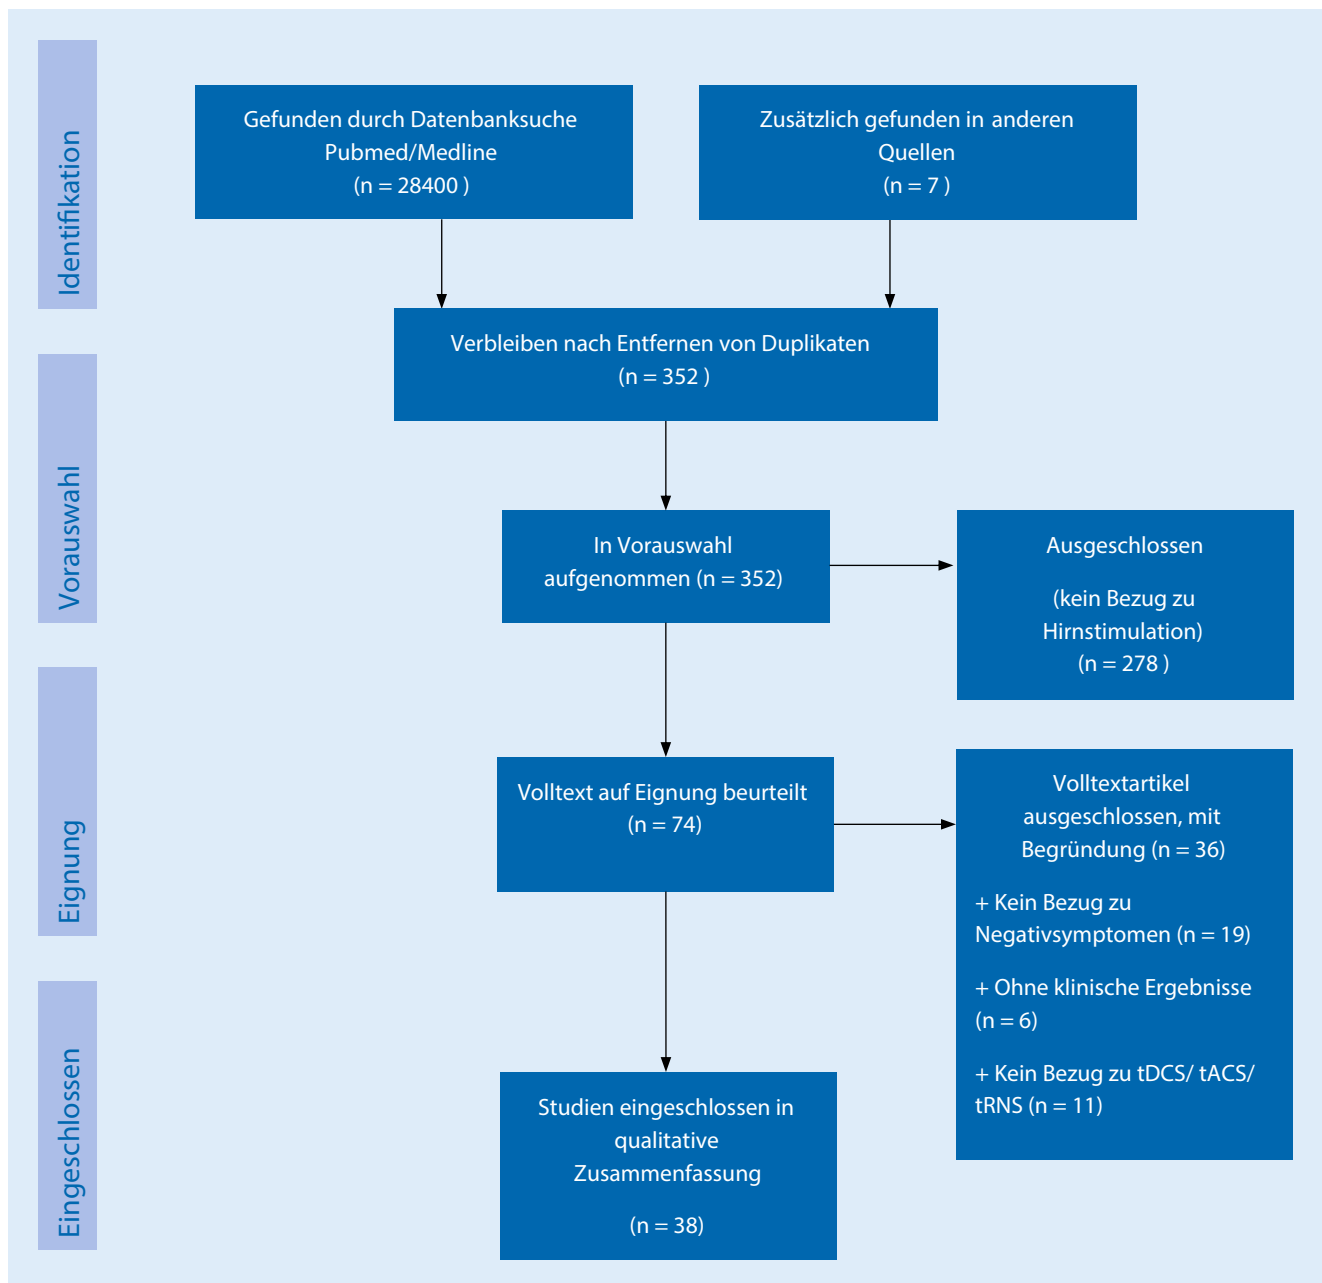 Identifikation
Gefunden durch Datenbanksuche
Pubmed/Medline
(n = 28400 )
Zusätzlich gefunden in anderen
Quellen
(n = 7 )
Verbleiben nach Entfernen von Duplikaten
(n = 352 )
Vorauswahl
In Vorauswahl
aufgenommen (n = 352)
Ausgeschlossen
(kein Bezug zu
Hirnstimulation)
(n = 278 )
Eignung
Volltext auf Eignung beurteilt
(n = 74)
Volltextartikel
ausgeschlossen, mit
Begründung (n = 36)
+ Kein Bezug zu
Negativsymptomen (n = 19)
+ Ohne klinische Ergebnisse
(n = 6)
+ Kein Bezug zu tDCS/ tACS/
tRNS (n = 11)
Eingeschlossen
Studien eingeschlossen in
qualitative
Zusammenfassung
(n = 38)